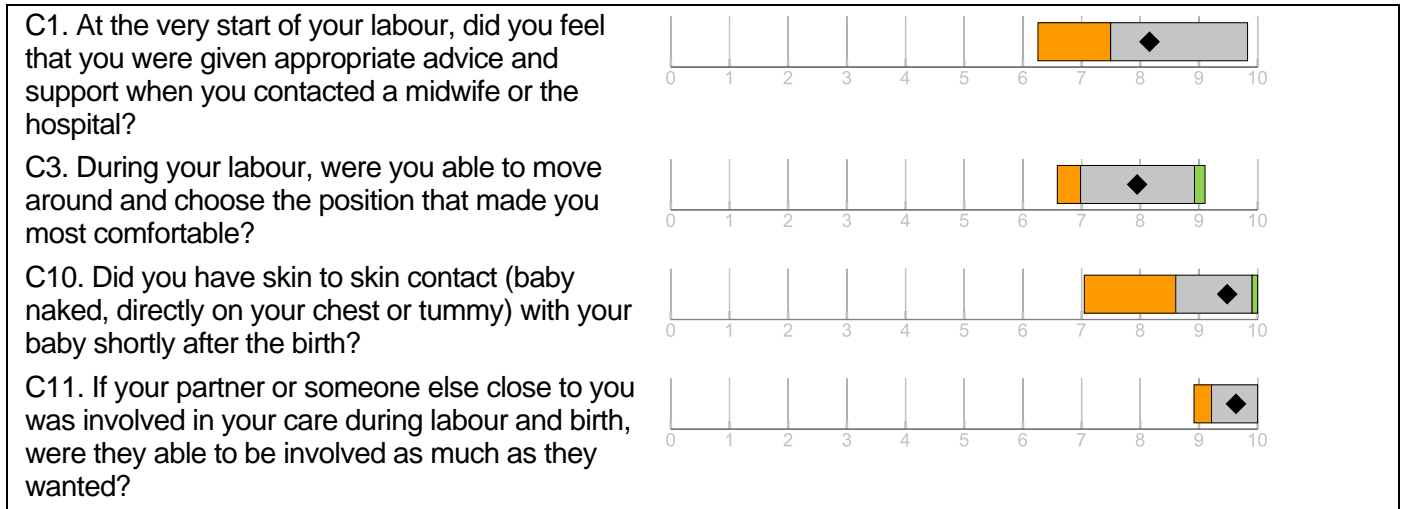 C1. At the very start of your labour, did you feel
that you were given appropriate advice and
support when you contacted a midwife or the
hospital?
0 1 2 3 4 5 6 7 8 9 10
C3. During your labour, were you able to move
around and choose the position that made you
most comfortable?
0 1 2 3 4 5 6 7 8 9 10
C10. Did you have skin to skin contact (baby
naked, directly on your chest or tummy) with your
baby shortly after the birth?
0 1 2 3 4 5 6 7 8 9 10
C11. If your partner or someone else close to you
was involved in your care during labour and birth,
were they able to be involved as much as they
wanted?
0 1 2 3 4 5 6 7 8 9 10